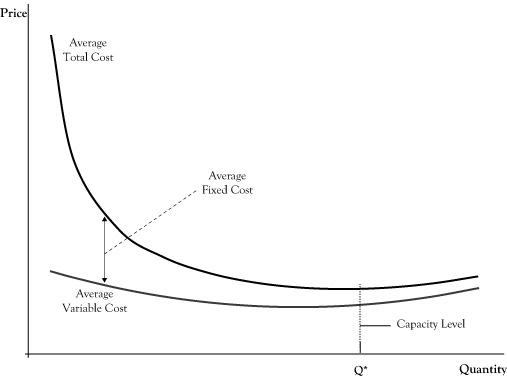 Price
Average
Total Cost
Average
Fixed Cost
Average
Variable Cost
Capacity Level
Q*
Quantity